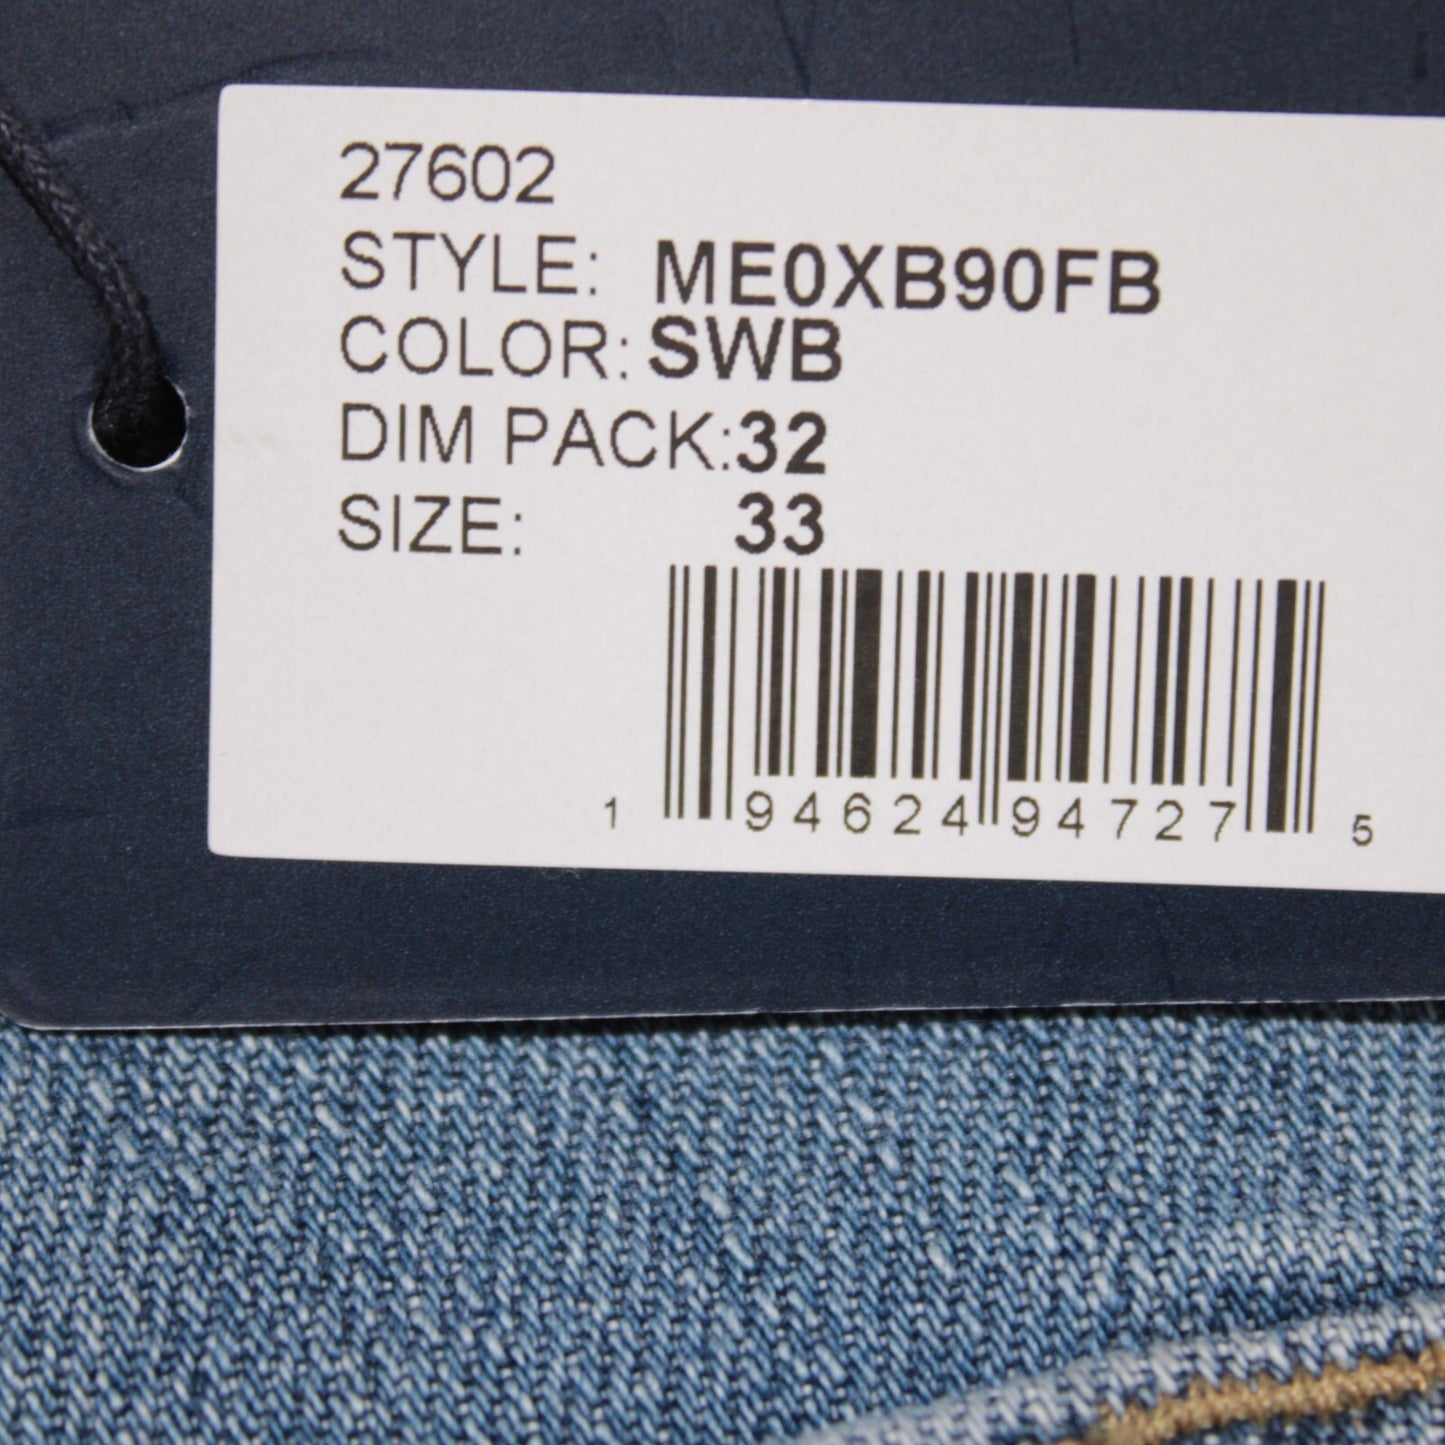 27602
STYLE: ME0XB90FB
COLOR: SWB
DIM PACK:32
SIZE: 33
1 94624 94727 5